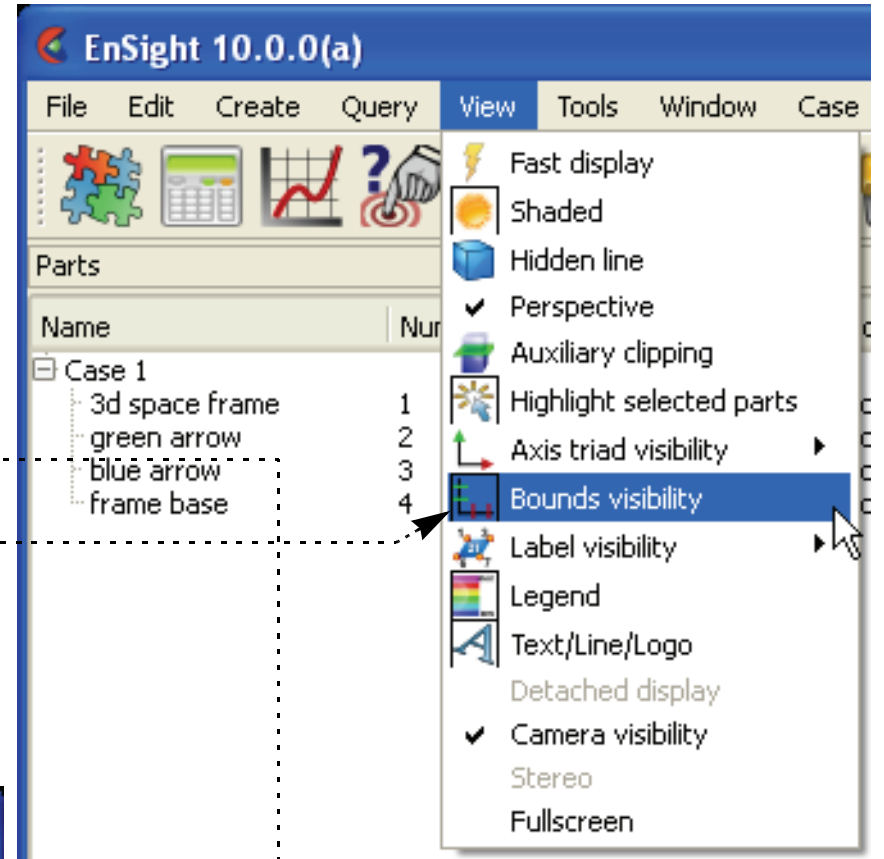 EnSight 10.0.0(a)
File Edit Create Query View Tools Window Case
Fast display
Shaded
Parts
Hidden line
Perspective
Name
Auxiliary clipping
Case 1
3d space frame 1
Highlight selected parts
green arrow 2
Axis triad visibility
blue arrow 3
frame base 4
Bounds visibility
Label visibility
Legend
Text/Line/Logo
Detached display
Camera visibility
Stereo
Fullscreen